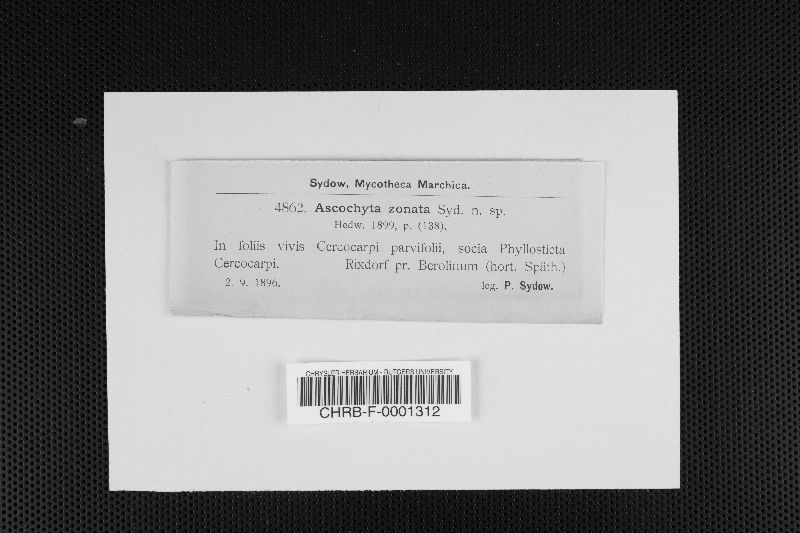 Sydow, Mycotheca Marchica.
4862. Ascochyta zonata Syd. n. sp.
Hedw. 1899, p. (138).
In foliis vivis Cercocarpi parvifolii, socia Phyllosticta
Cercocarpi. Rixdorf pr. Berolinum (hort. Späth.)
2. 9. 1896. leg. P. Sydow.
CHRYSLER HERBARIUM - RUTGERS UNIVERSITY
CHRB-F-0001312